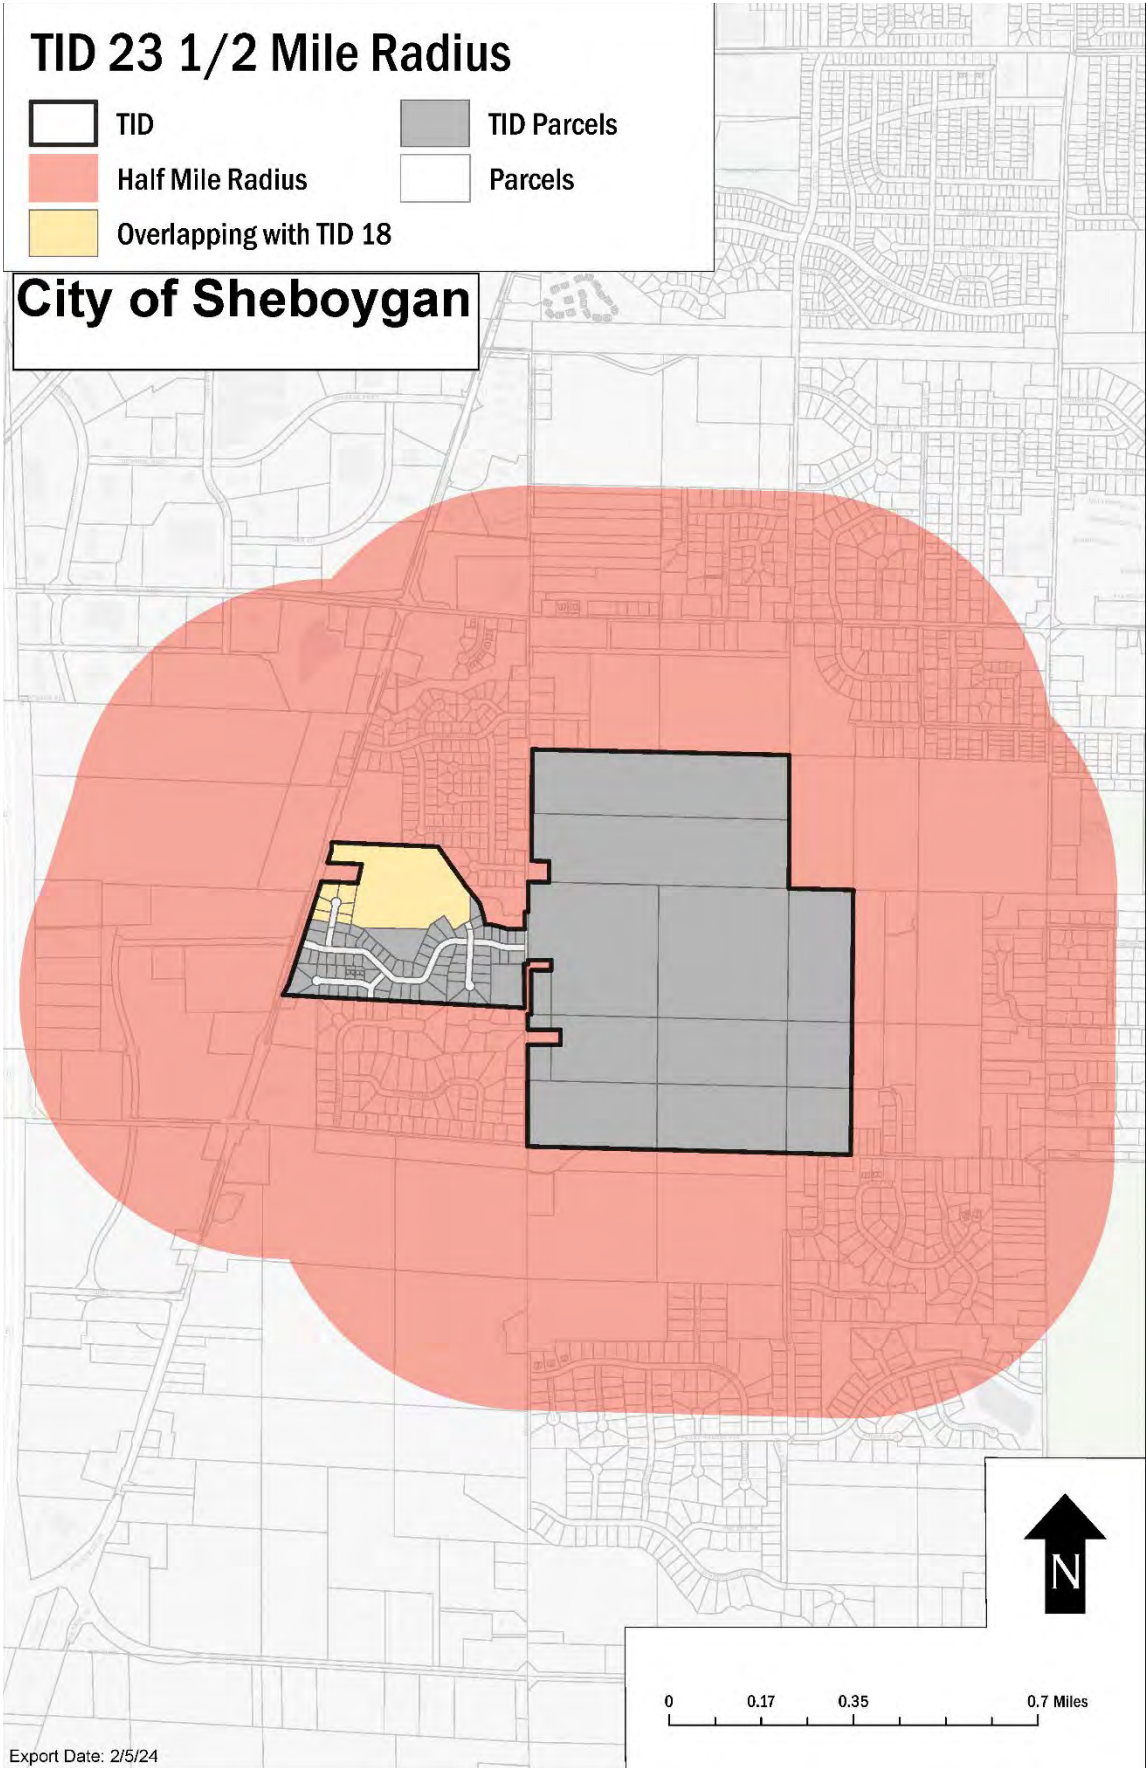 TID 23 1/2 Mile Radius
TID
TID Parcels
Half Mile Radius
Parcels
Overlapping with TID 18
City of Sheboygan
N
0 0.17 0.35 0.7 Miles
Export Date: 2/5/24